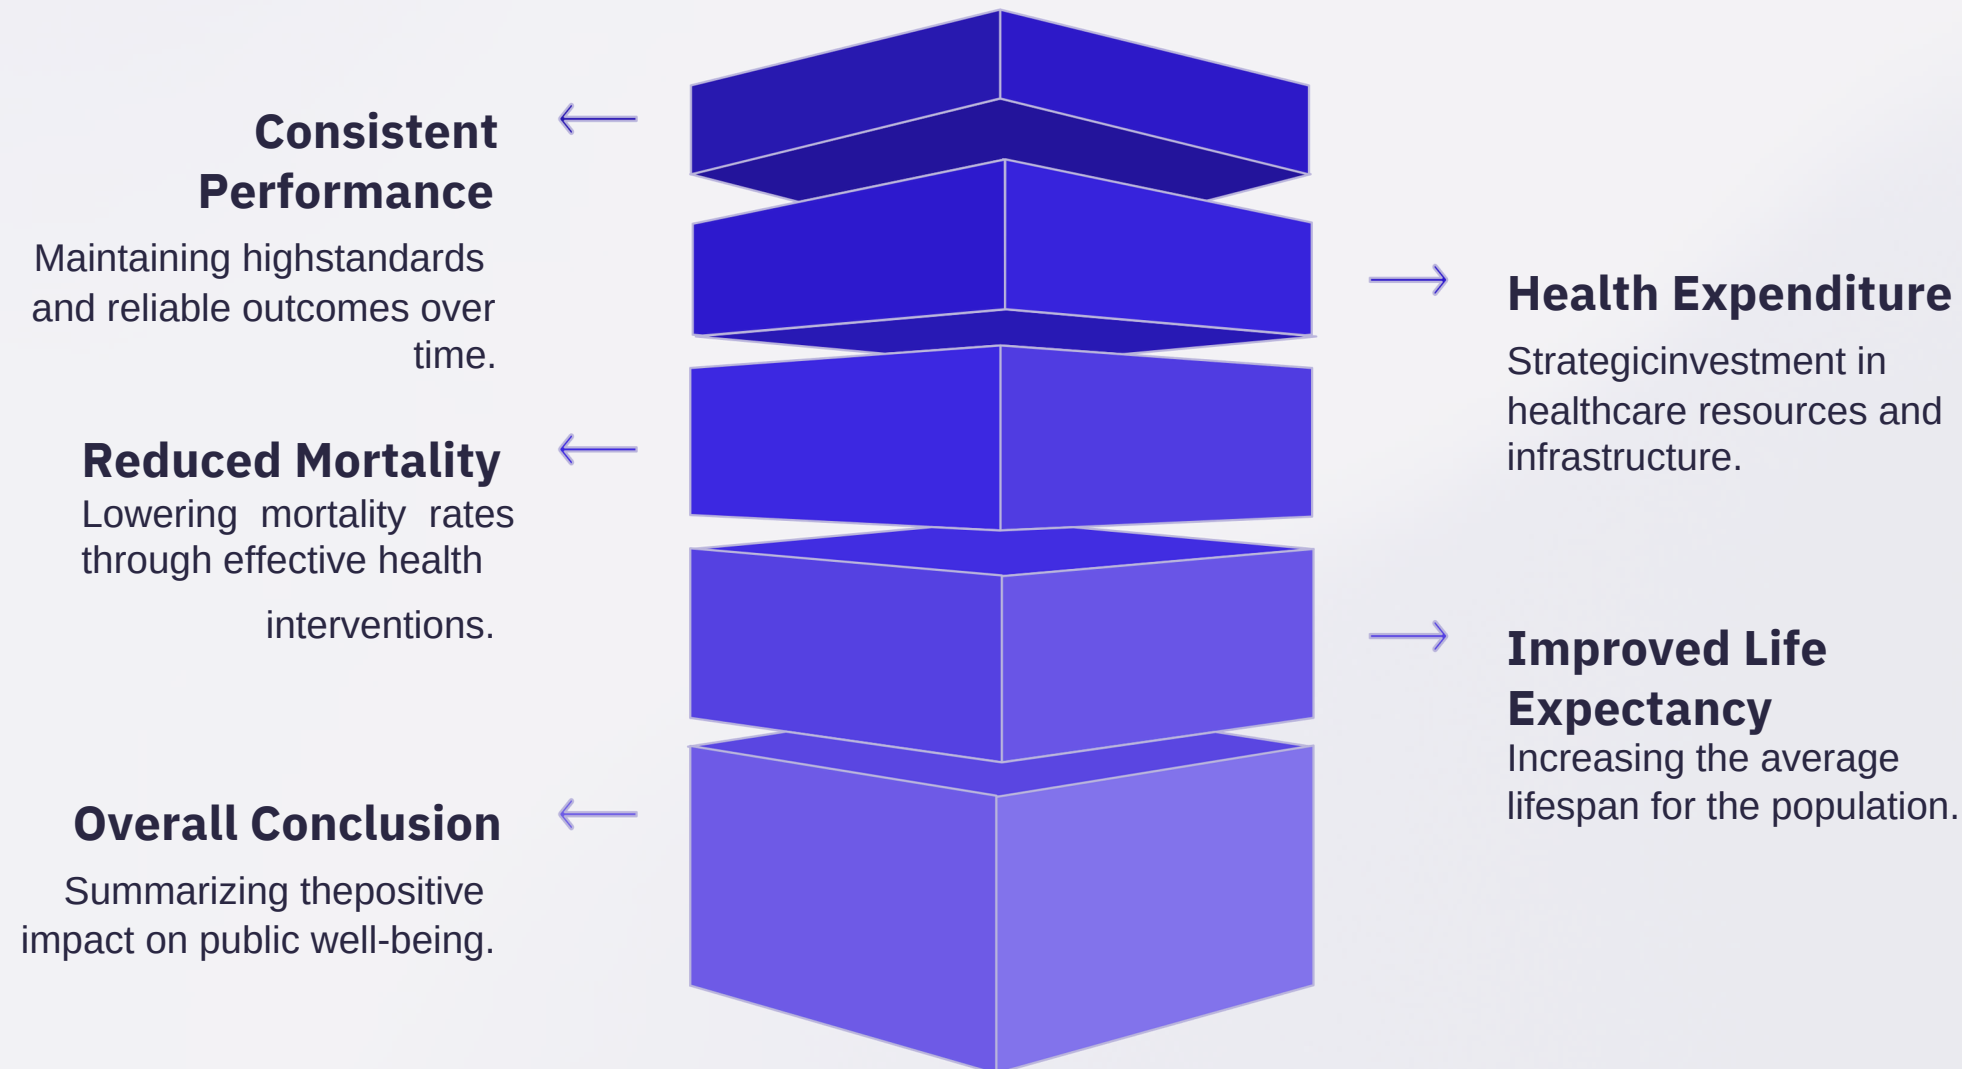 Consistent
Performance
Maintaining highstandards
and reliable outcomes over
time.
Health Expenditure
Strategicinvestment in
healthcare resources and
infrastructure.
Reduced Mortality
Lowering mortality rates
through effective health
interventions.
Improved Life
Expectancy
Increasing the average
lifespan for the population.
Overall Conclusion
Summarizing thepositive
impact on public well-being.